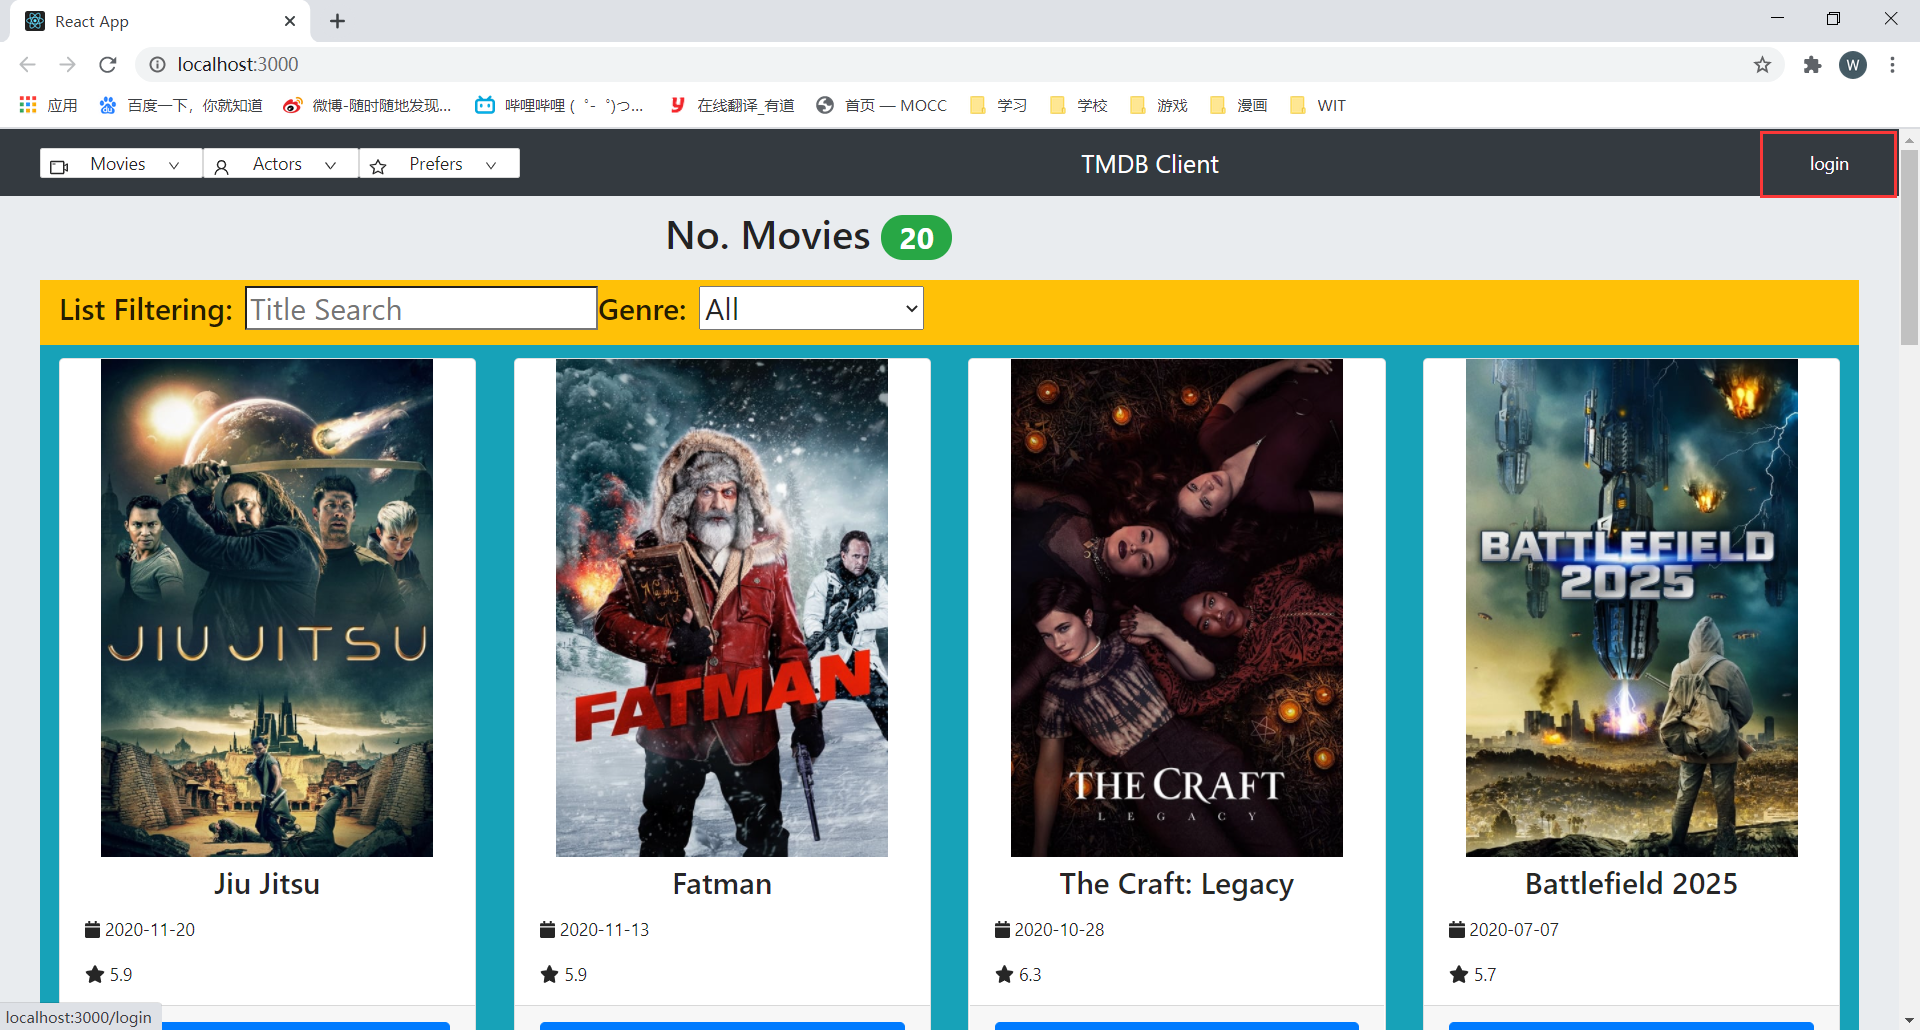 React App
localhost:3000
W
应用 百度一下，你就知道 微博-随时随地发现... 哔哩哔哩 ( ゜- ゜)つ... 在线翻译_有道 首页 — MOCC 学习 学校 游戏 漫画 WIT
Movies Actors Prefers TMDB Client login
No. Movies 20
List Filtering: Title Search Genre: All
JIU JITSU
FATMAN
THE CRAFT
LEGACY
BATTLEFIELD
2025
Jiu Jitsu Fatman The Craft: Legacy Battlefield 2025
2020-11-20 2020-11-13 2020-10-28 2020-07-07
5.9 5.9 6.3 5.7
localhost:3000/login